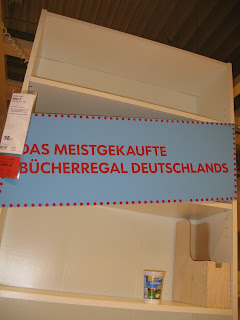 DAS MEISTGEKAUFTE
BÜCHERREGAL DEUTSCHLANDS